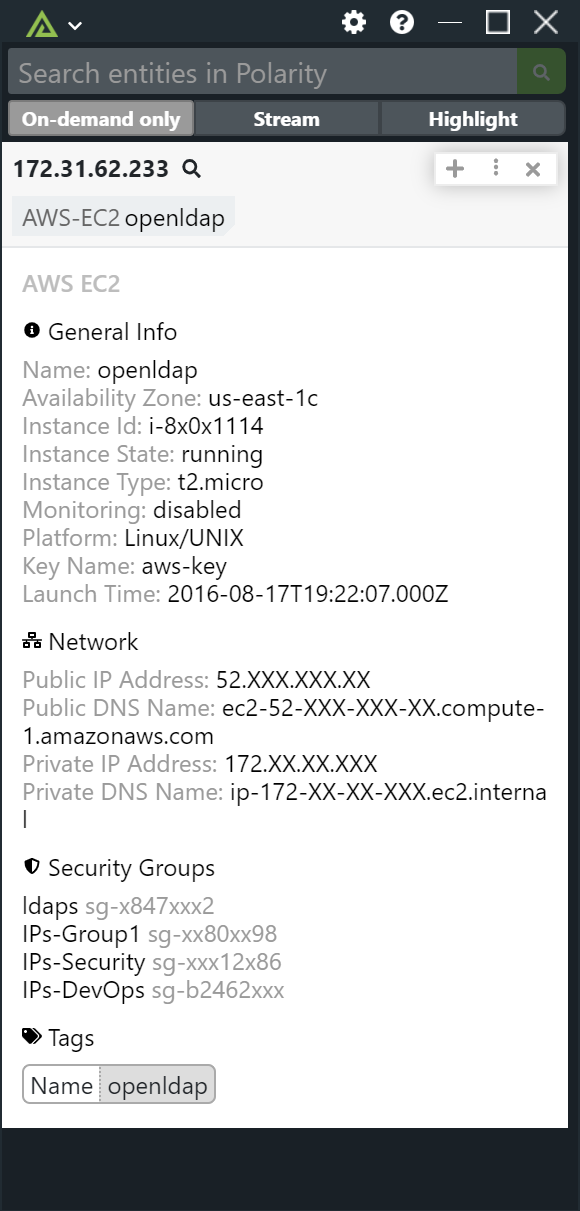 Search entities in Polarity
On-demand only Stream Highlight
172.31.62.233
AWS-EC2 openldap
AWS EC2
General Info
Name: openldap
Availability Zone: us-east-1c
Instance Id: i-8x0x1114
Instance State: running
Instance Type: t2.micro
Monitoring: disabled
Platform: Linux/UNIX
Key Name: aws-key
Launch Time: 2016-08-17T19:22:07.000Z
Network
Public IP Address: 52.XXX.XXX.XX
Public DNS Name: ec2-52-XXX-XXX-XX.compute-
1.amazonaws.com
Private IP Address: 172.XX.XX.XXX
Private DNS Name: ip-172-XX-XX-XXX.ec2.interna
l
Security Groups
ldaps sg-x847xxx2
IPs-Group1 sg-xx80xx98
IPs-Security sg-xxx12x86
IPs-DevOps sg-b2462xxx
Tags
Name openldap